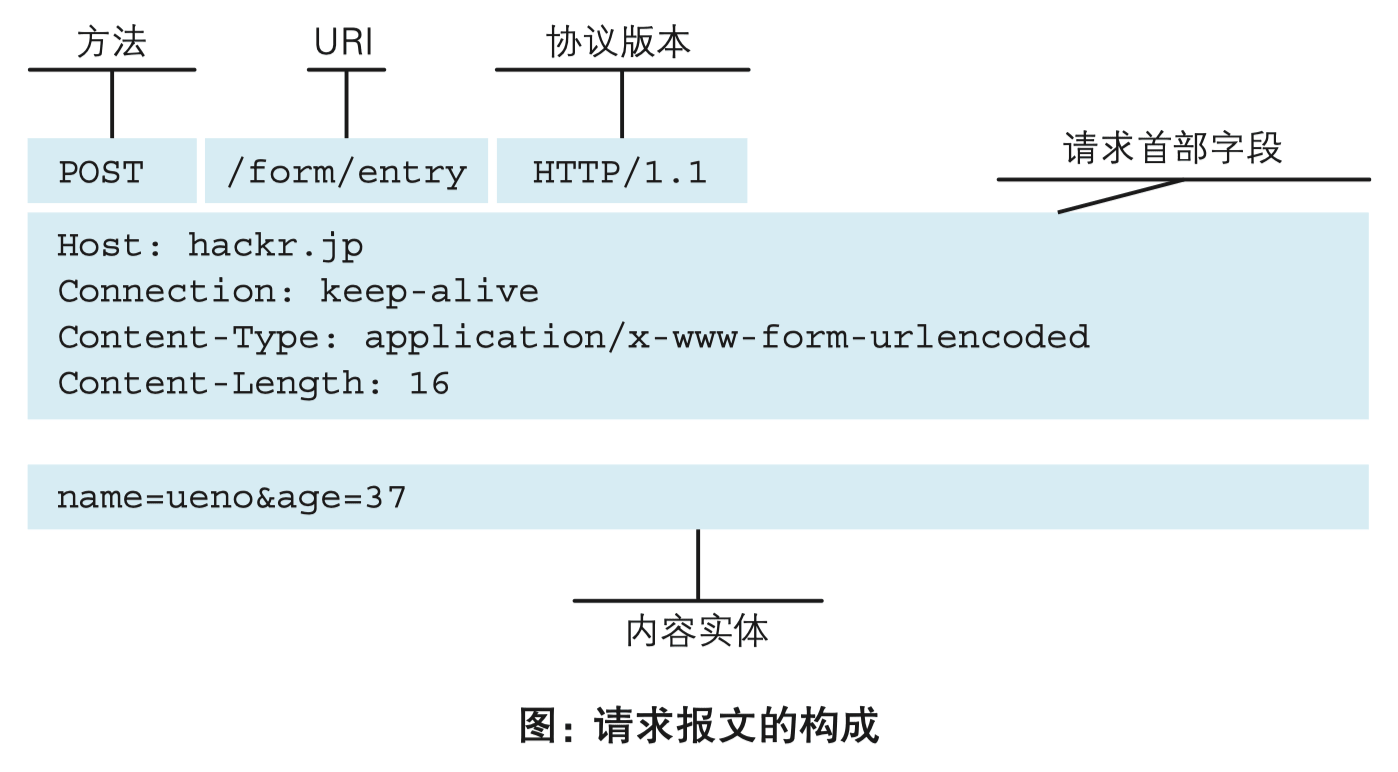 方法 URI 协议版本
请求首部字段
POST /form/entry HTTP/1.1
Host: hackr.jp
Connection: keep-alive
Content-Type: application/x-www-form-urlencoded
Content-Length: 16
name=ueno&age=37
内容实体
图：请求报文的构成